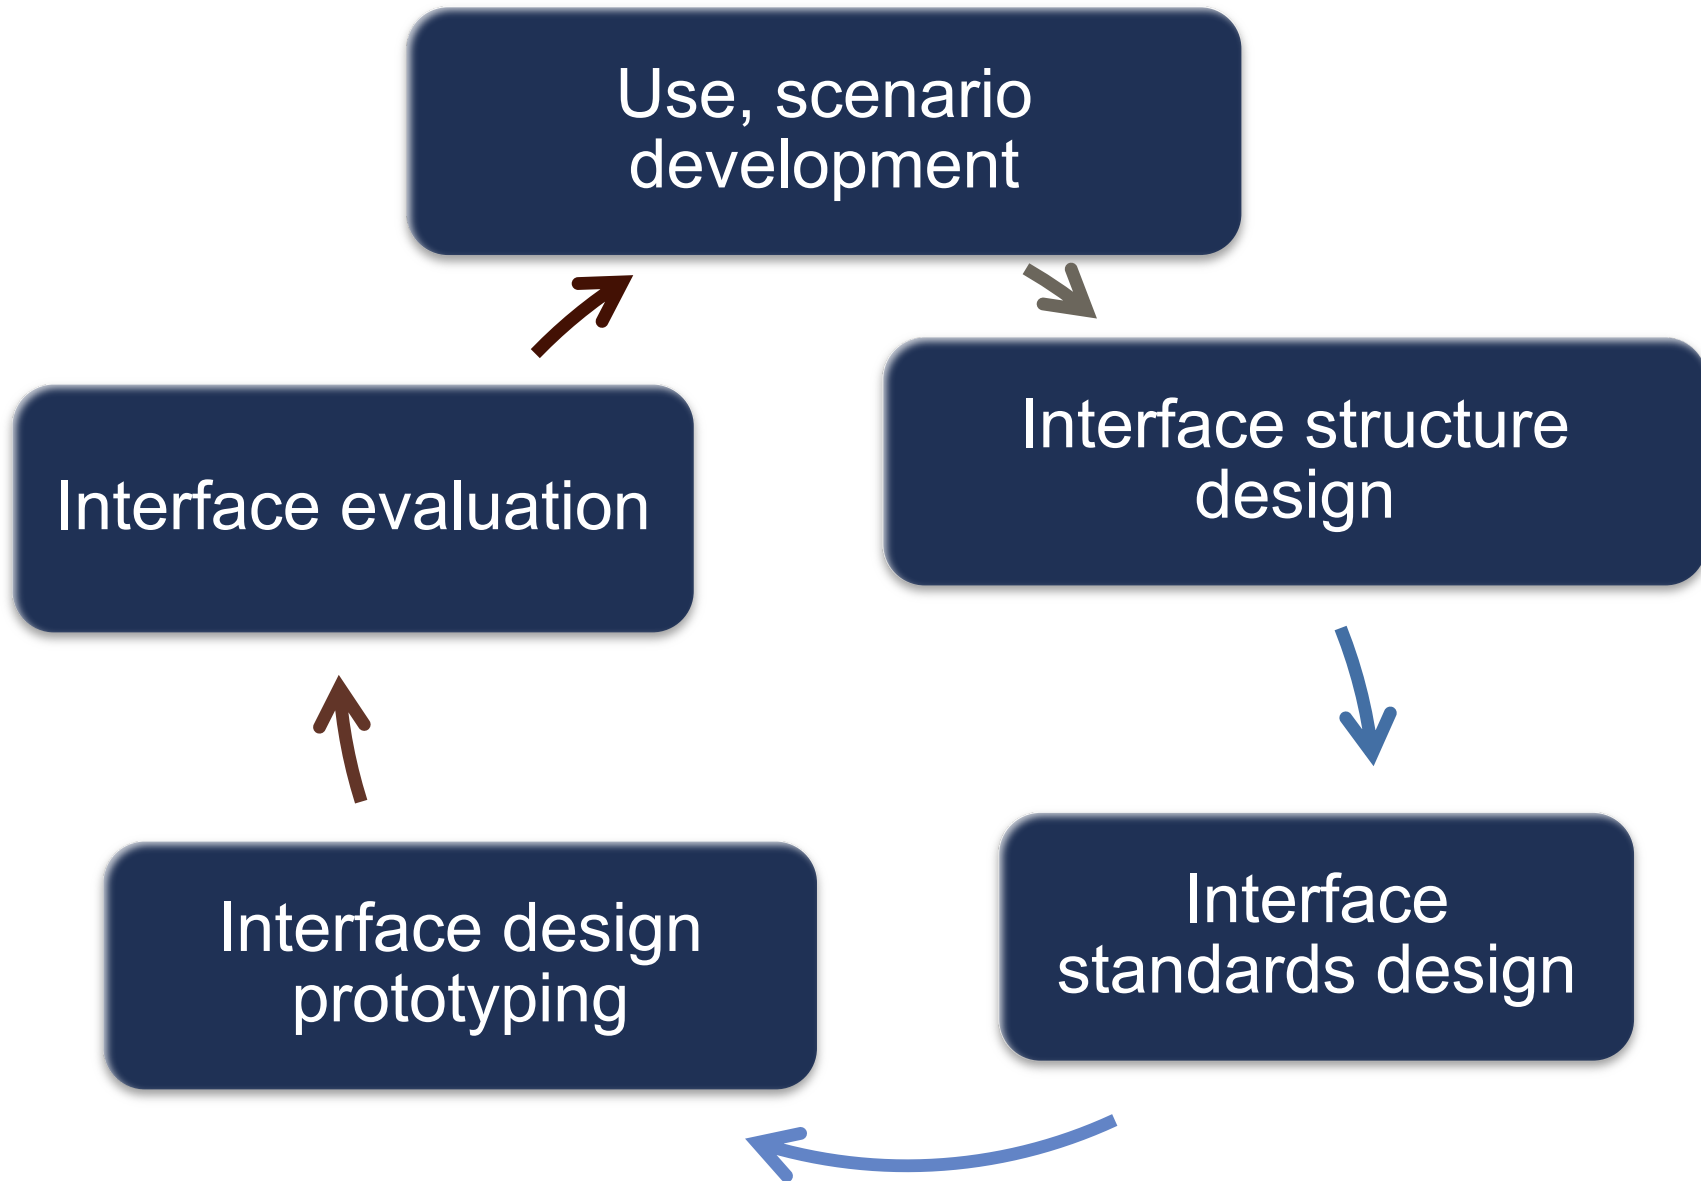 Use, scenario
development
Interface structure
design
Interface
standards design
Interface design
prototyping
Interface evaluation